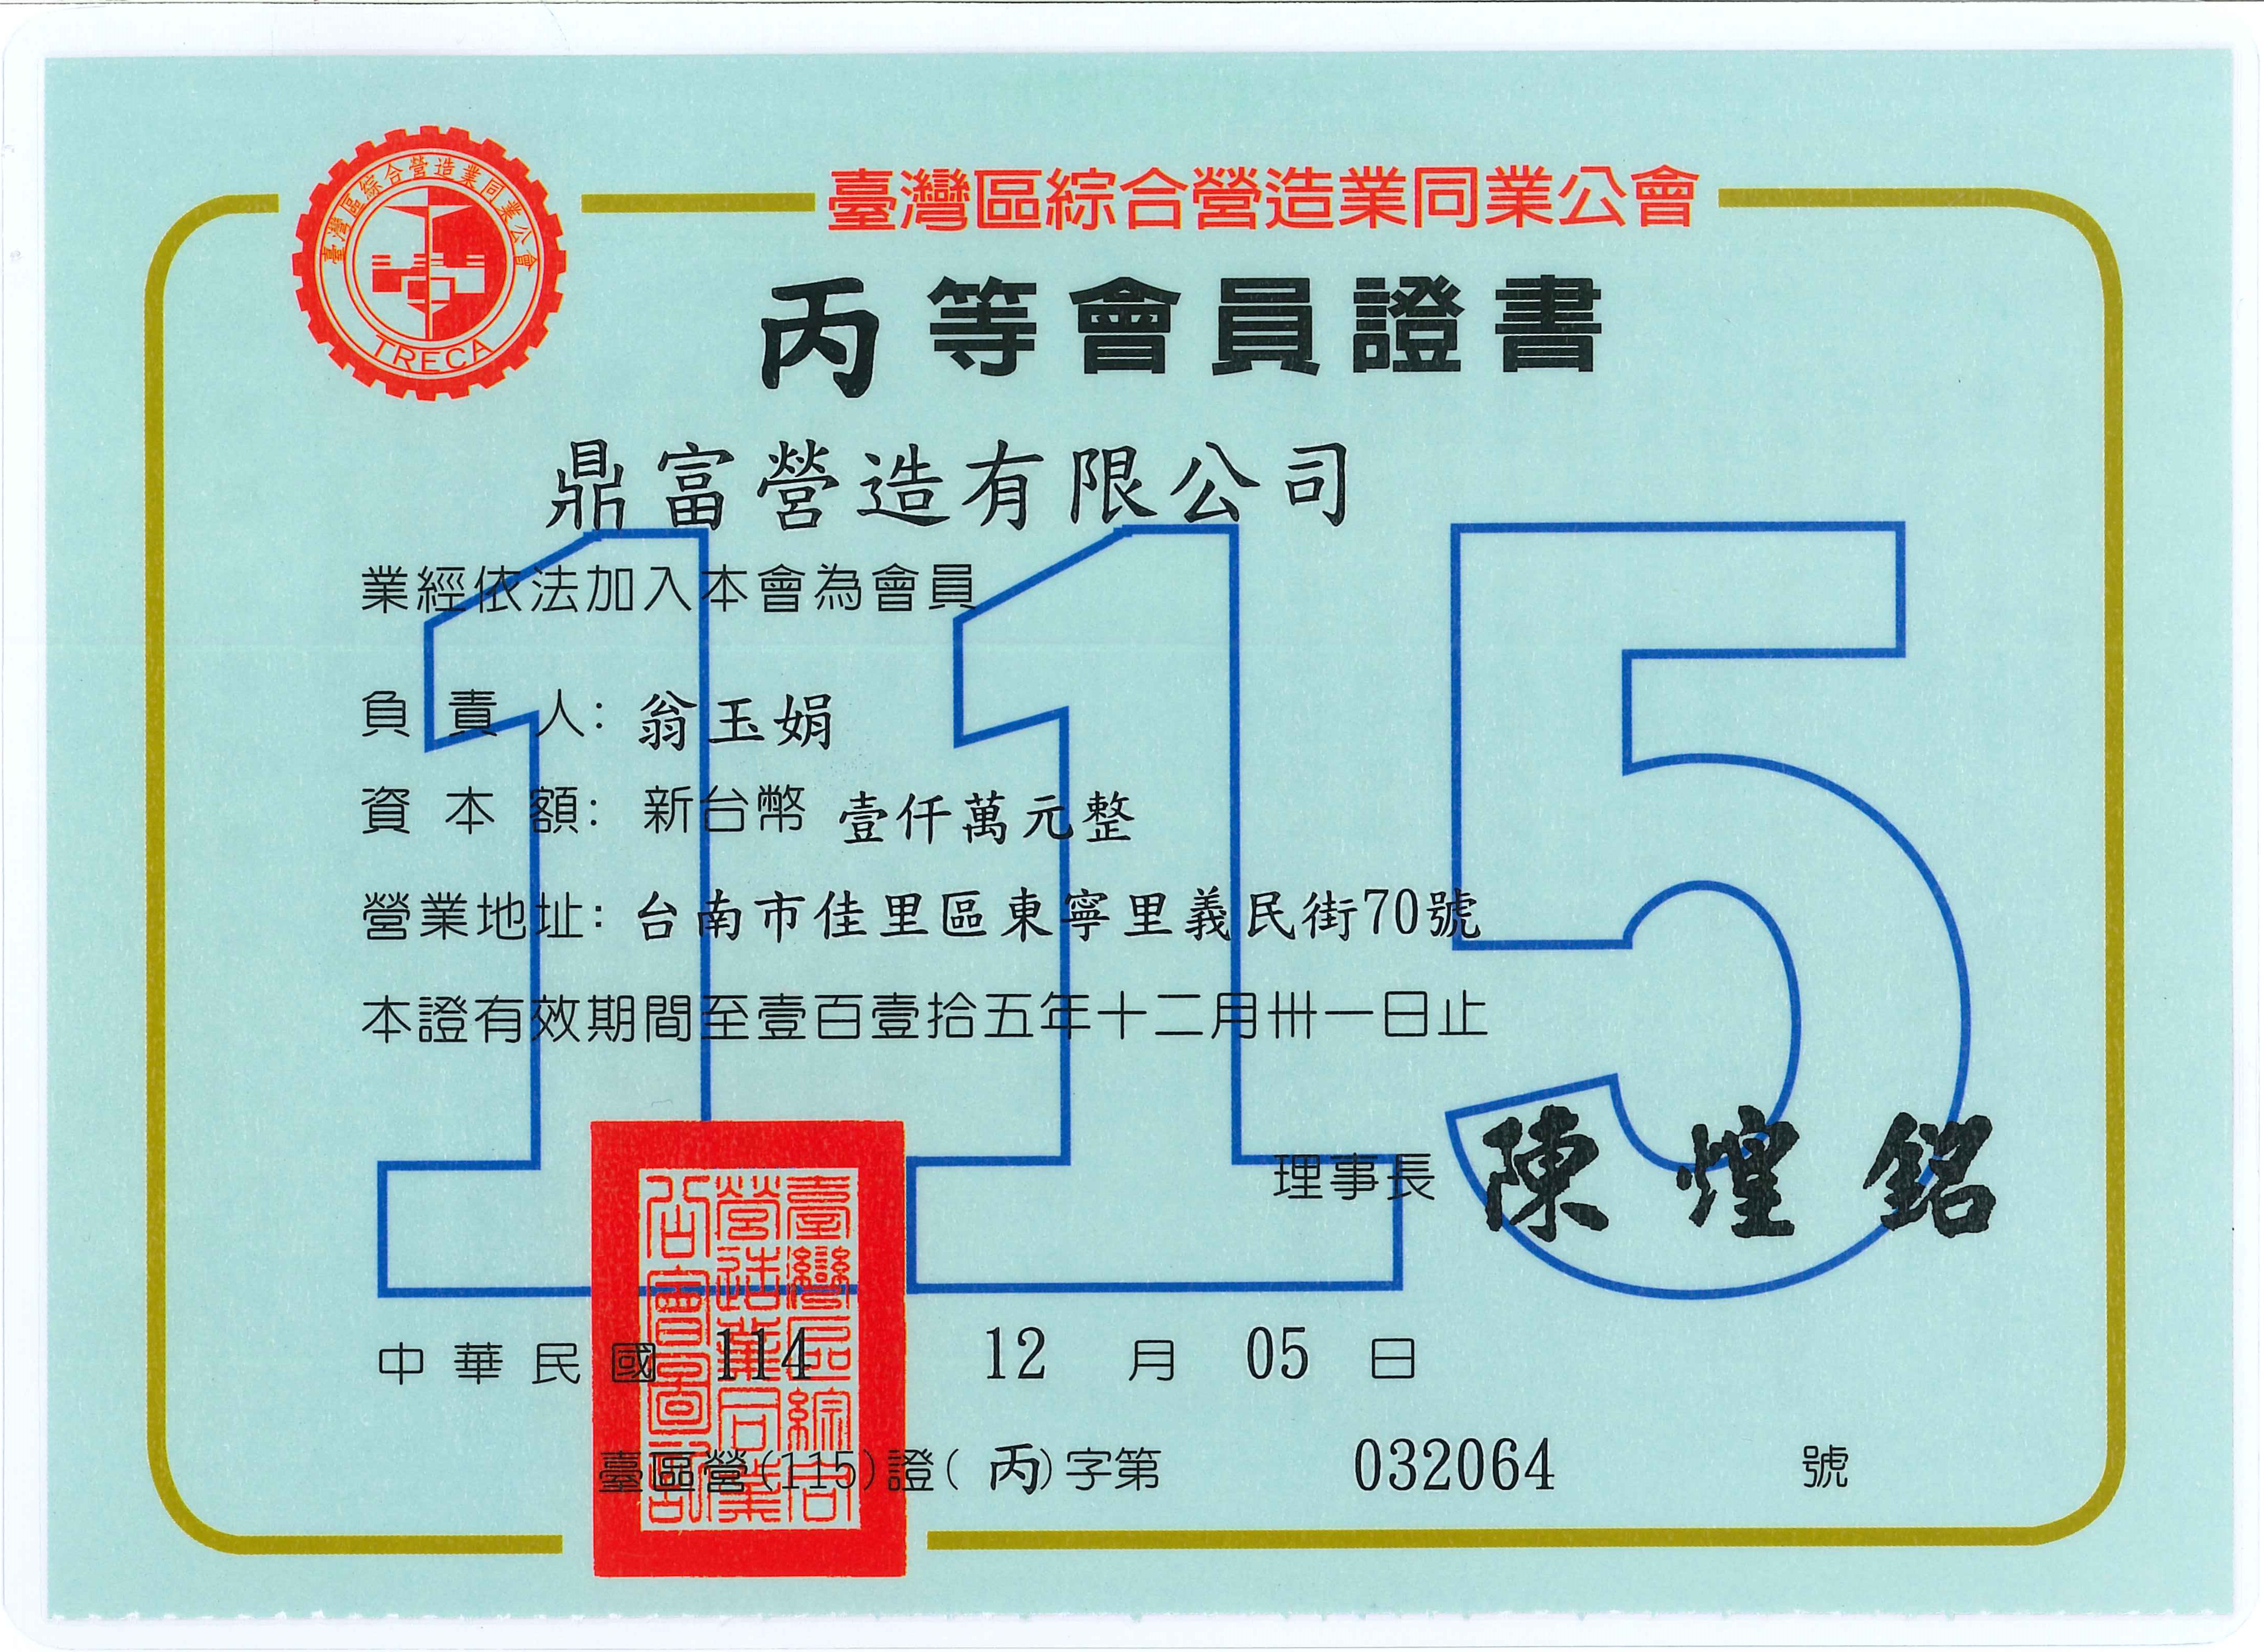 臺灣區綜合營造業同業公會
TRECA
臺灣區綜合營造業同業公會
丙等會員證書
鼎富營造有限公司
業經依法加入本會為會員
負責人：翁玉娟
資本額：新台幣 壹仟萬元整
營業地址：台南市佳里區東寧里義民街70號
本證有效期間至壹百壹拾五年十二月卅一日止
115
理事長 陳煌銘
臺灣區綜合
營造業同業
公會圖記
中華民國 114 12 月 05 日
臺區營(115)證(丙)字第 032064 號